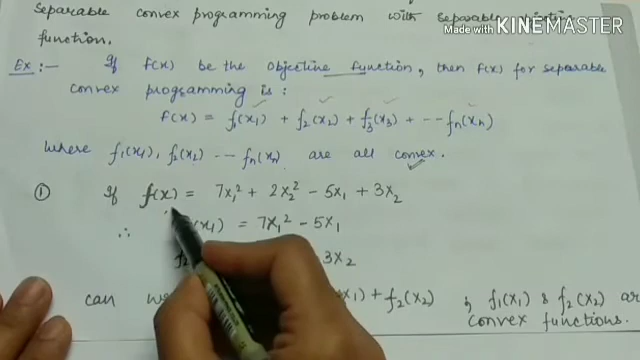 Separable convex programming problem with Separable
function.
Made with KINEMASTER
Ex:- If f(x) be the Objective function, then f(x) for separable
convex programming is:
f(x) = f₁(x₁) + f₂(x₂) + f₃(x₃) + -- fₙ(xₙ)
where f₁(x₁), f₂(x₂) --- fₙ(xₙ) are all convex.
① If f(x) = 7x₁² + 2x₂² - 5x₁ + 3x₂
∴ (x₁) = 7x₁² - 5x₁
3x₂
can + f₂(x₂) ; f₁(x₁) & f₂(x₂) are
convex functions.